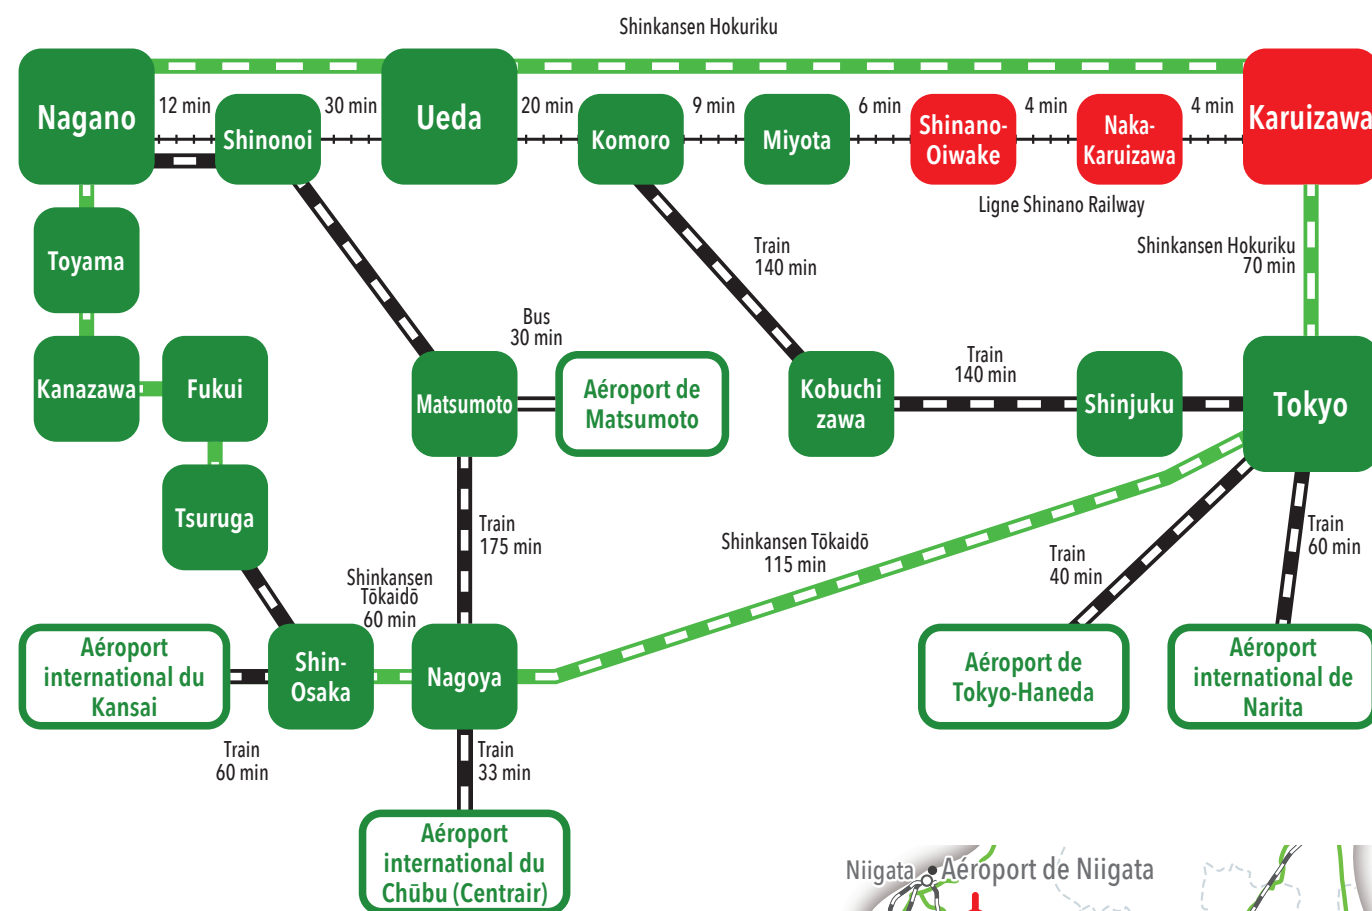 Shinkansen Hokuriku
Nagano
12 min
Shinonoi
30 min
Ueda
20 min
Komoro
9 min
Miyota
6 min
Shinano-
Oiwake
4 min
Naka-
Karuizawa
4 min
Karuizawa
Ligne Shinano Railway
Toyama
Train
140 min
Shinkansen Hokuriku
70 min
Bus
30 min
Kanazawa
Fukui
Matsumoto
Aéroport de
Matsumoto
Kobuchi
zawa
Train
140 min
Shinjuku
Tokyo
Tsuruga
Train
175 min
Shinkansen Tōkaidō
115 min
Train
40 min
Train
60 min
Shinkansen
Tōkaidō
60 min
Aéroport
international du
Kansai
Shin-
Osaka
Nagoya
Aéroport de
Tokyo-Haneda
Aéroport
international de
Narita
Train
60 min
Train
33 min
Aéroport
international du
Chūbu (Centrair)
Niigata
Aéroport de Niigata